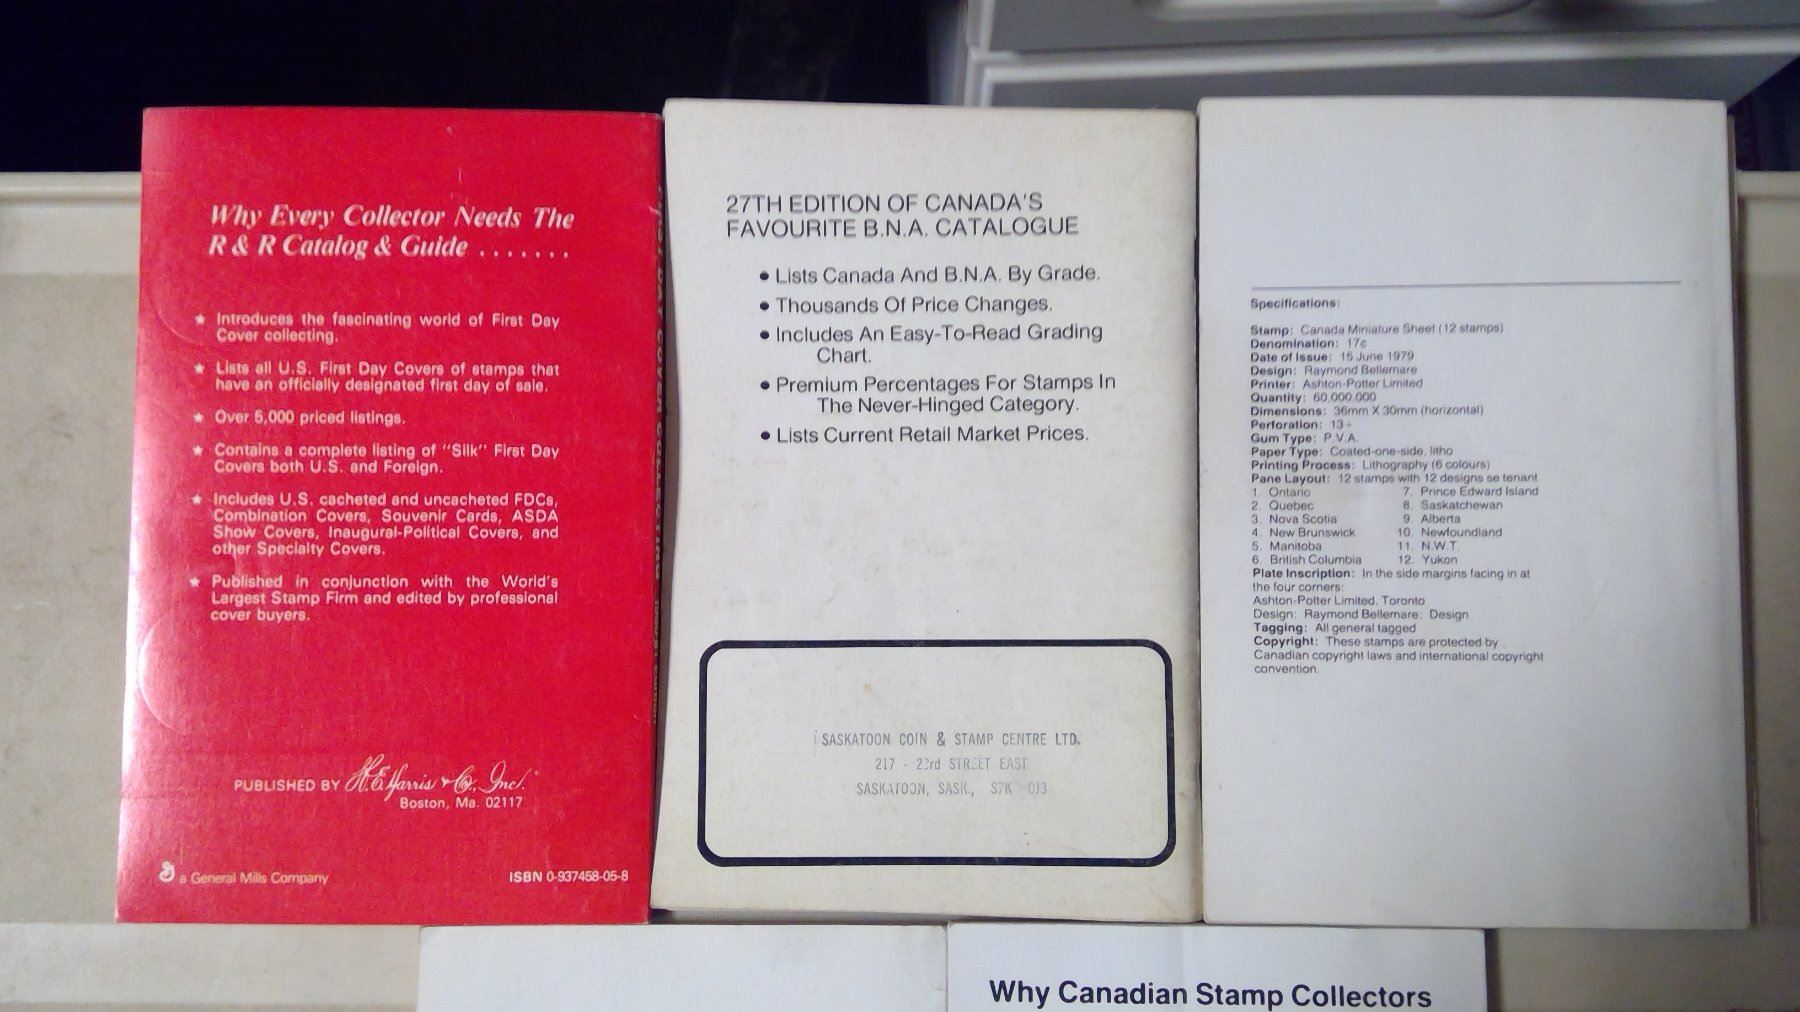 Why Every Collector Needs The
R & R Catalog & Guide .......
★ Introduces the fascinating world of First Day
Cover collecting.
★ Lists all U.S. First Day Covers of stamps that
have an officially designated first day of sale.
★ Over 5,000 priced listings.
★ Contains a complete listing of "Silk" First Day
Covers both U.S. and Foreign.
★ Includes U.S. cacheted and uncacheted FDCs,
Combination Covers, Souvenir Cards, ASDA
Show Covers, Inaugural-Political Covers, and
other Specialty Covers.
★ Published in conjunction with the World's
Largest Stamp Firm and edited by professional
cover buyers.
PUBLISHED BY H.E. Harris & Co., Inc.
Boston, Ma. 02117
a General Mills Company
ISBN 0-937458-05-8
27TH EDITION OF CANADA'S
FAVOURITE B.N.A. CATALOGUE
• Lists Canada And B.N.A. By Grade.
• Thousands Of Price Changes.
• Includes An Easy-To-Read Grading
Chart.
• Premium Percentages For Stamps In
The Never-Hinged Category.
• Lists Current Retail Market Prices.
SASKATOON COIN & STAMP CENTRE LTD.
217 - 23rd STREET EAST
SASKATOON, SASK., S7K 0J3
Specifications:
Stamp: Canada Miniature Sheet (12 stamps)
Denomination: 17¢
Date of Issue: 15 June 1979
Design: Raymond Bellemare
Printer: Ashton-Potter Limited
Quantity: 60,000,000
Dimensions: 36mm X 30mm (horizontal)
Perforation: 13+
Gum Type: P.V.A.
Paper Type: Coated-one-side, litho
Printing Process: Lithography (6 colours)
Pane Layout: 12 stamps with 12 designs se tenant
1. Ontario 7. Prince Edward Island
2. Quebec 8. Saskatchewan
3. Nova Scotia 9. Alberta
4. New Brunswick 10. Newfoundland
5. Manitoba 11. N.W.T.
6. British Columbia 12. Yukon
Plate Inscription: In the side margins facing in at
the four corners:
Ashton-Potter Limited, Toronto
Design: Raymond Bellemare: Design
Tagging: All general tagged
Copyright: These stamps are protected by
Canadian copyright laws and international copyright
convention.
Why Canadian Stamp Collectors